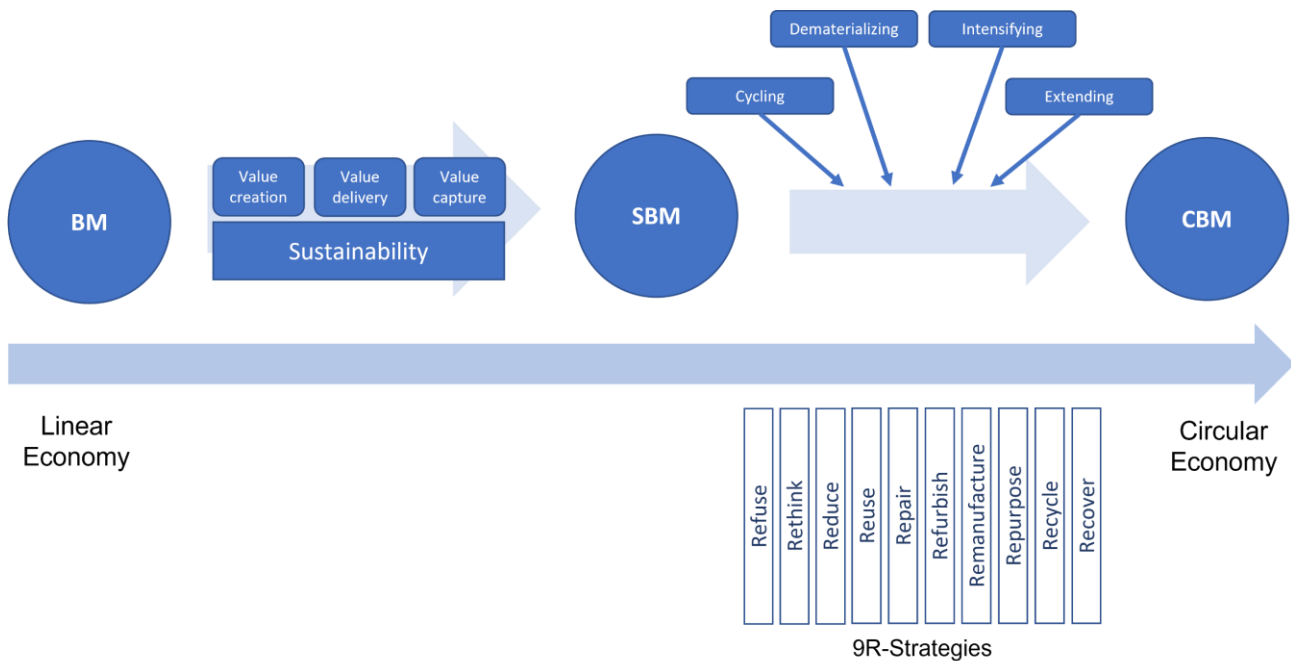 Dematerializing
Intensifying
Cycling
Extending
BM
Value
creation
Value
delivery
Value
capture
Sustainability
SBM
CBM
Linear
Economy
Circular
Economy
Refuse
Rethink
Reduce
Reuse
Repair
Refurbish
Remanufacture
Repurpose
Recycle
Recover
9R-Strategies